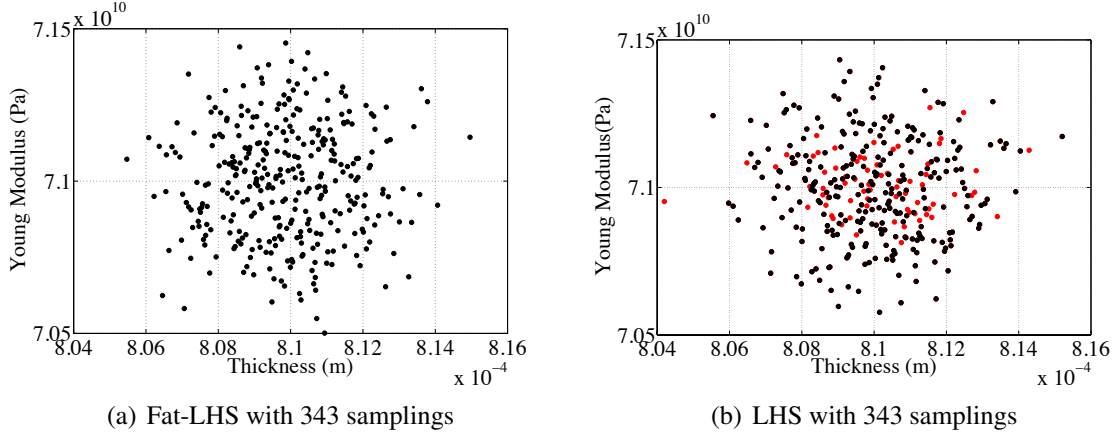 x 10^10
7.15
7.1
7.05
Young Modulus (Pa)
8.04 8.06 8.08 8.1 8.12 8.14 8.16
Thickness (m)
x 10^-4
(a) Fat-LHS with 343 samplings
x 10^10
7.15
7.1
7.05
Young Modulus(Pa)
8.04 8.06 8.08 8.1 8.12 8.14 8.16
Thickness (m)
x 10^-4
(b) LHS with 343 samplings